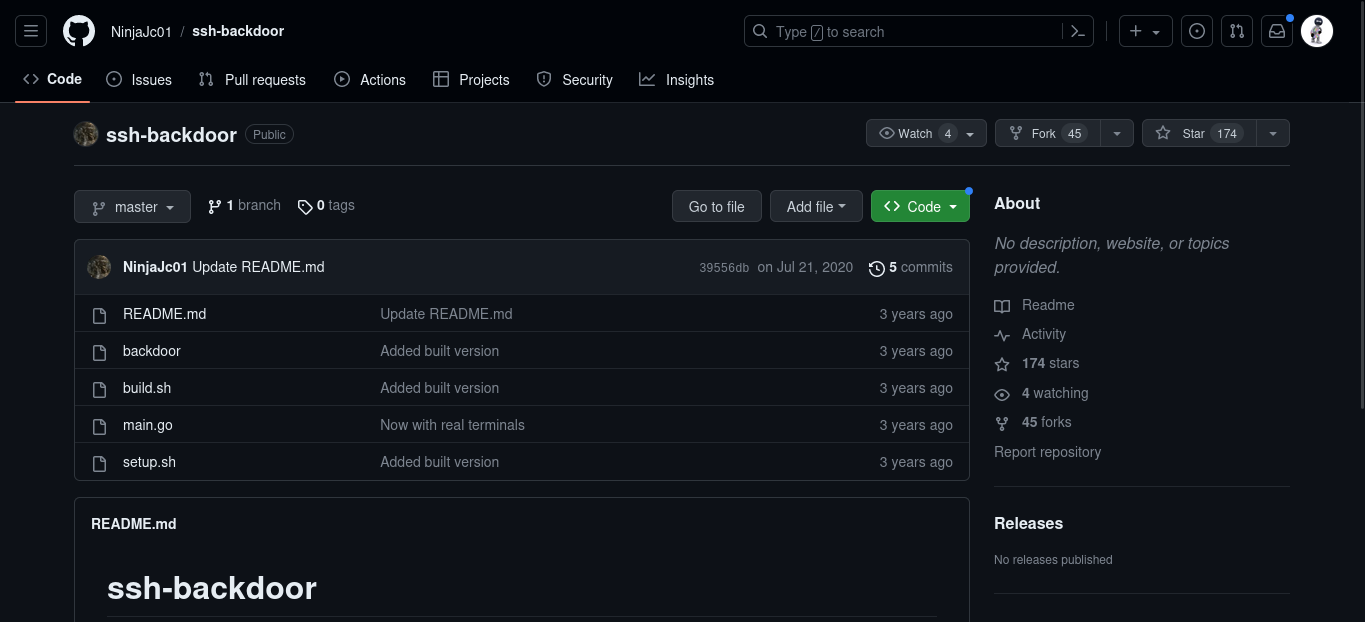 NinjaJc01 / ssh-backdoor
Type / to search
Code Issues Pull requests Actions Projects Security Insights
ssh-backdoor Public
Watch 4 Fork 45 Star 174
master 1 branch 0 tags Go to file Add file Code
NinjaJc01 Update README.md 39556db on Jul 21, 2020 5 commits
README.md Update README.md 3 years ago
backdoor Added built version 3 years ago
build.sh Added built version 3 years ago
main.go Now with real terminals 3 years ago
setup.sh Added built version 3 years ago
README.md
ssh-backdoor
About
No description, website, or topics
provided.
Readme
Activity
174 stars
4 watching
45 forks
Report repository
Releases
No releases published